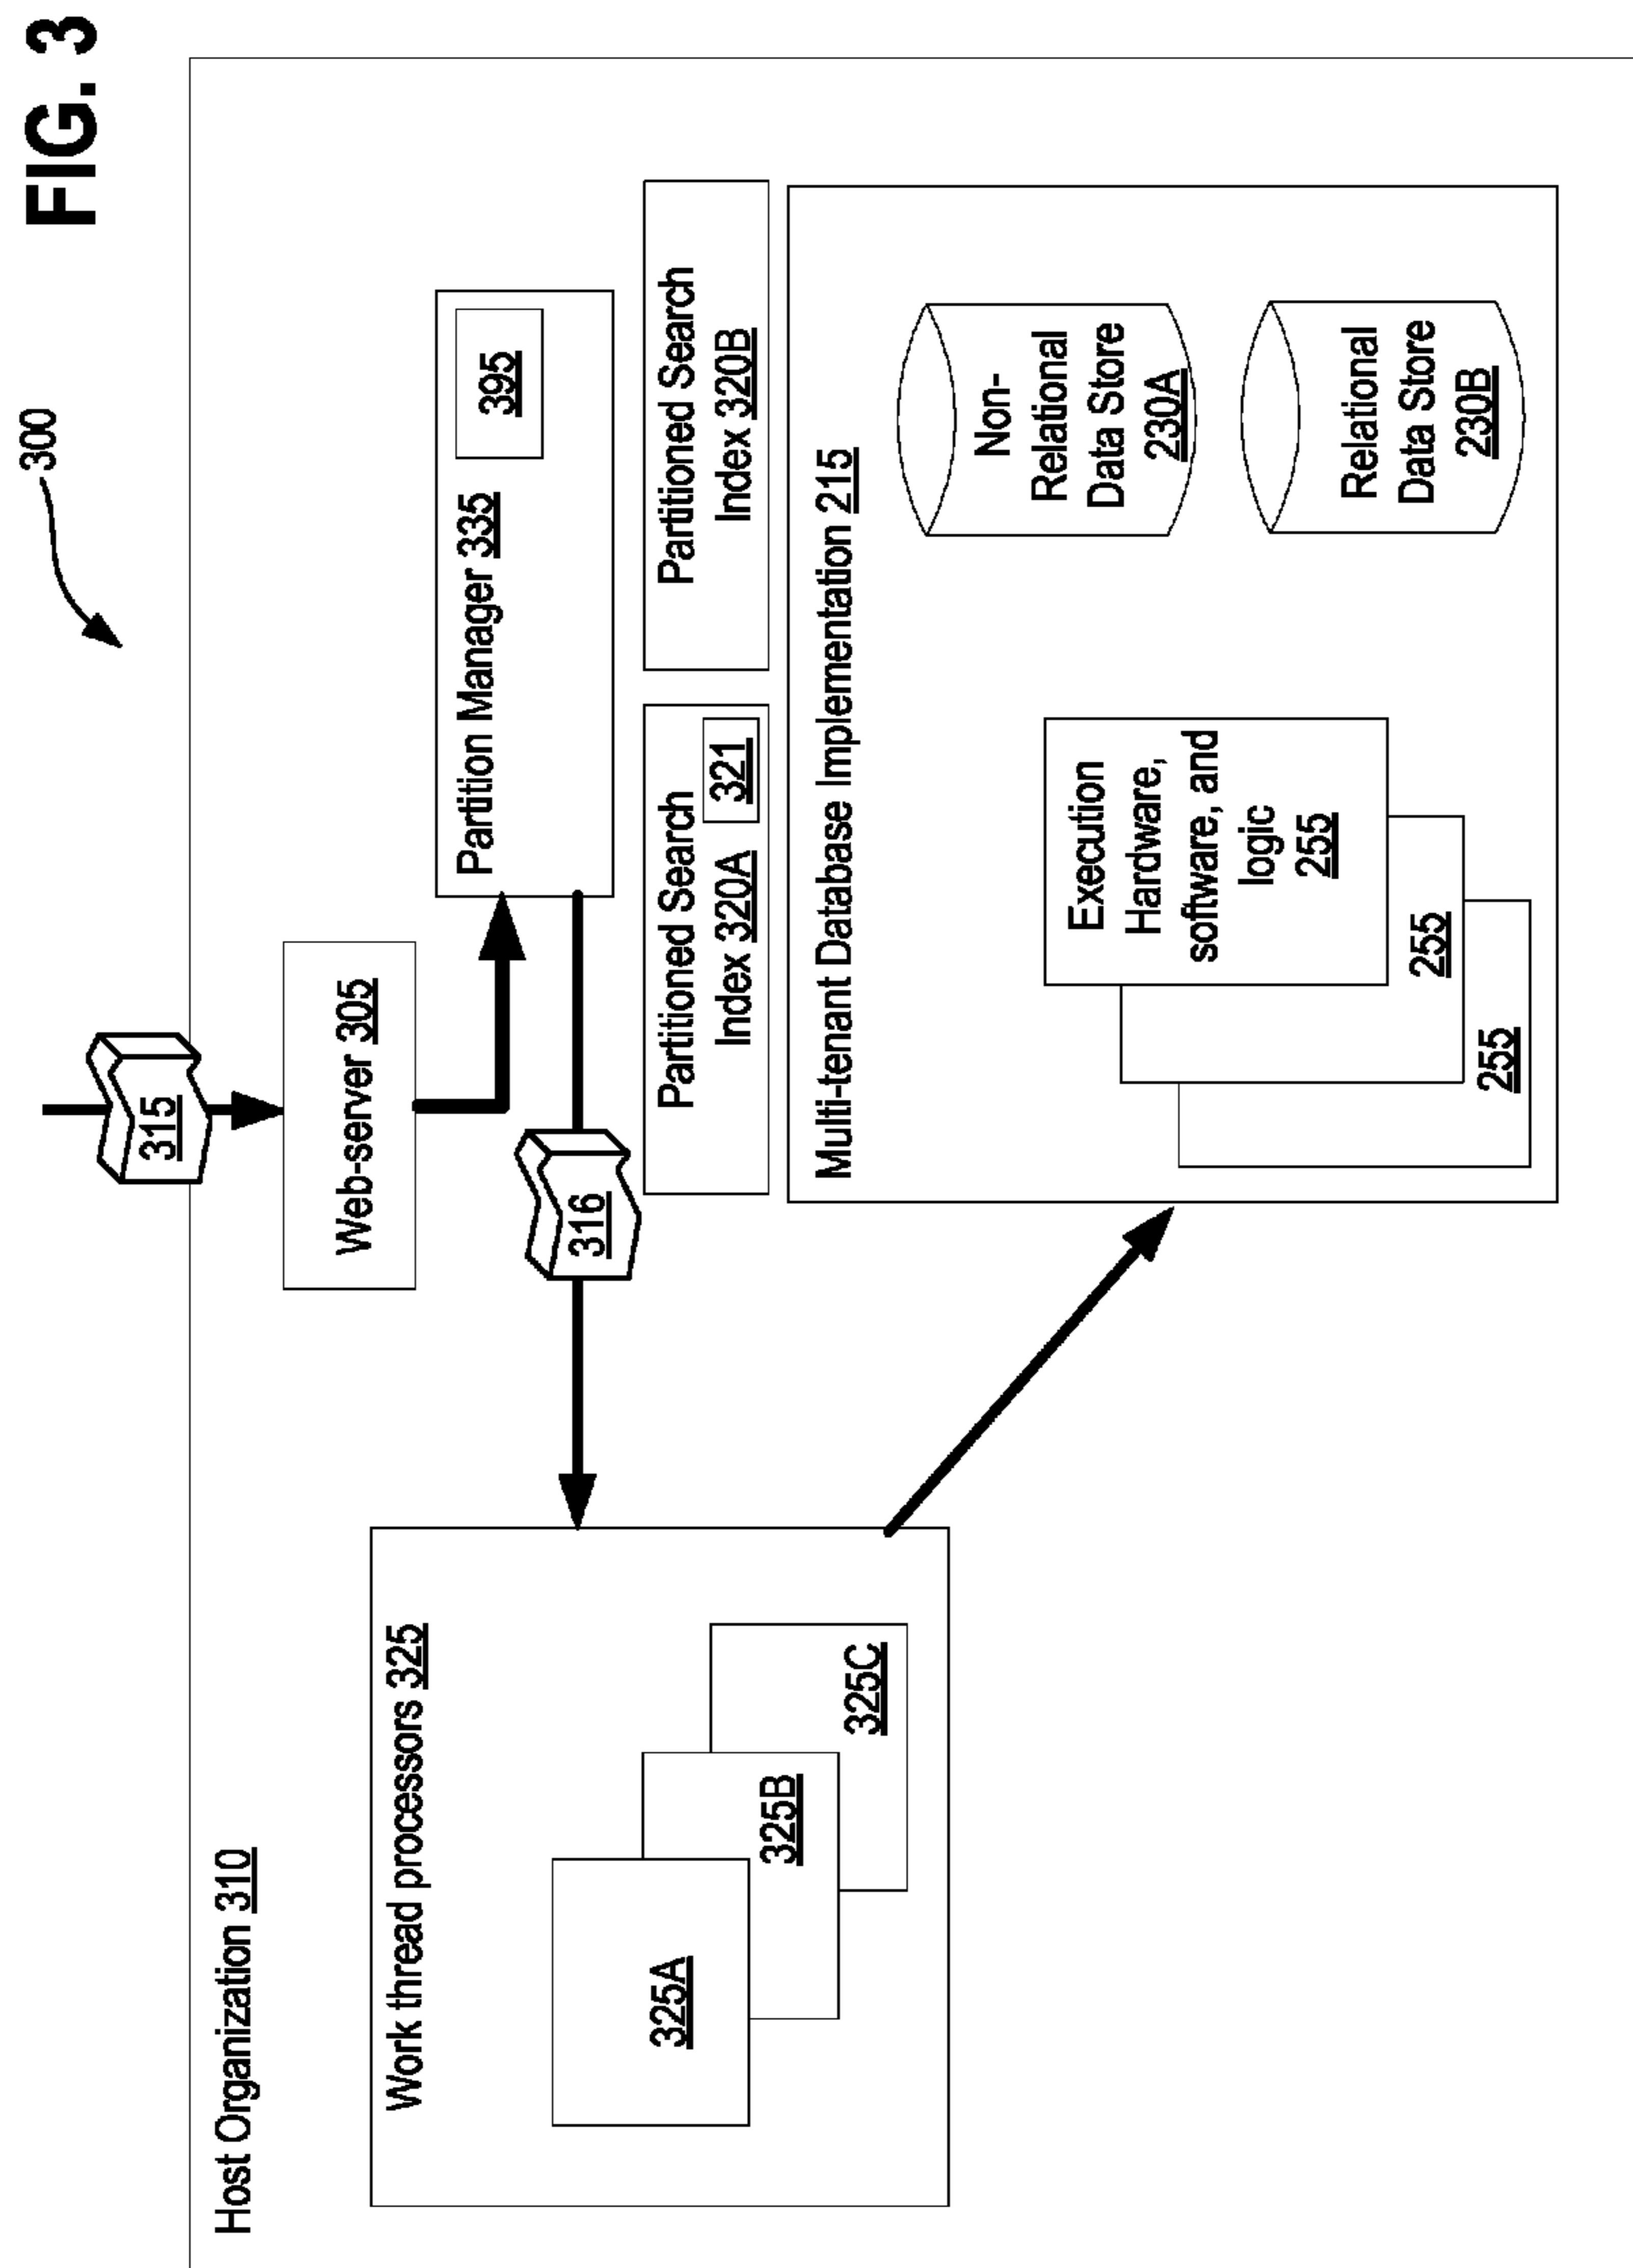 FIG. 3
300
Host Organization 310
315
Web-server 305
Work thread processors 325
325A
325B
325C
316
Partition Manager 335
395
Partitioned Search
Index 320A
321
Partitioned Search
Index 320B
Multi-tenant Database Implementation 215
Execution
Hardware,
software, and
logic
255
255
255
Non-
Relational
Data Store
230A
Relational
Data Store
230B